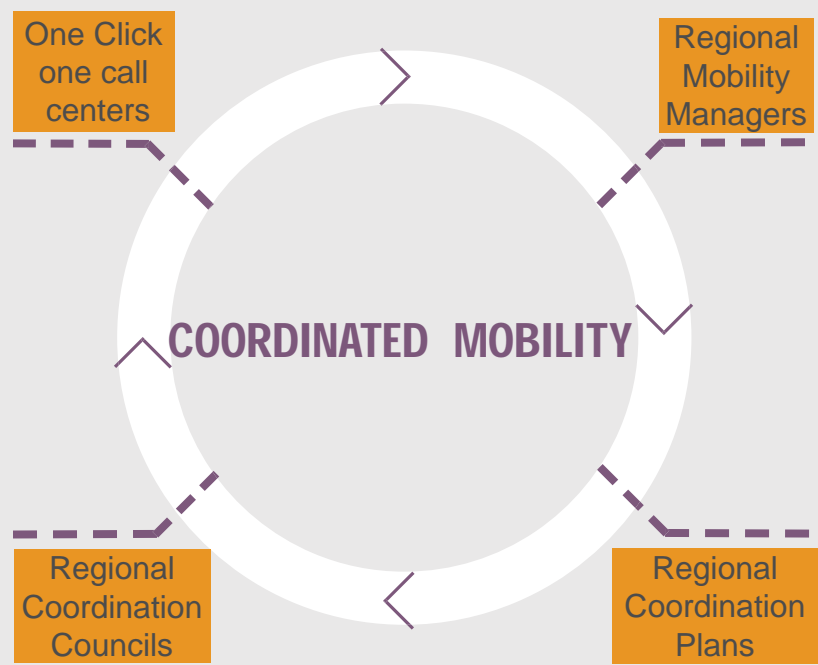 One Click
one call
centers
Regional
Mobility
Managers
COORDINATED MOBILITY
Regional
Coordination
Councils
Regional
Coordination
Plans